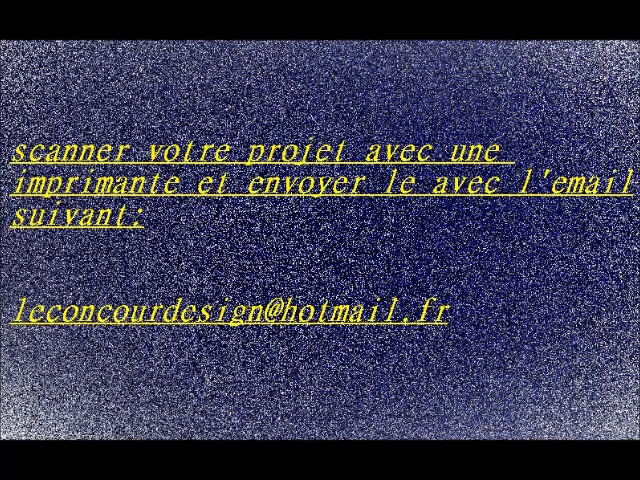 scanner votre projet avec une
imprimante et envoyer le avec l'email
suivant:
leconcourdesign@hotmail.fr